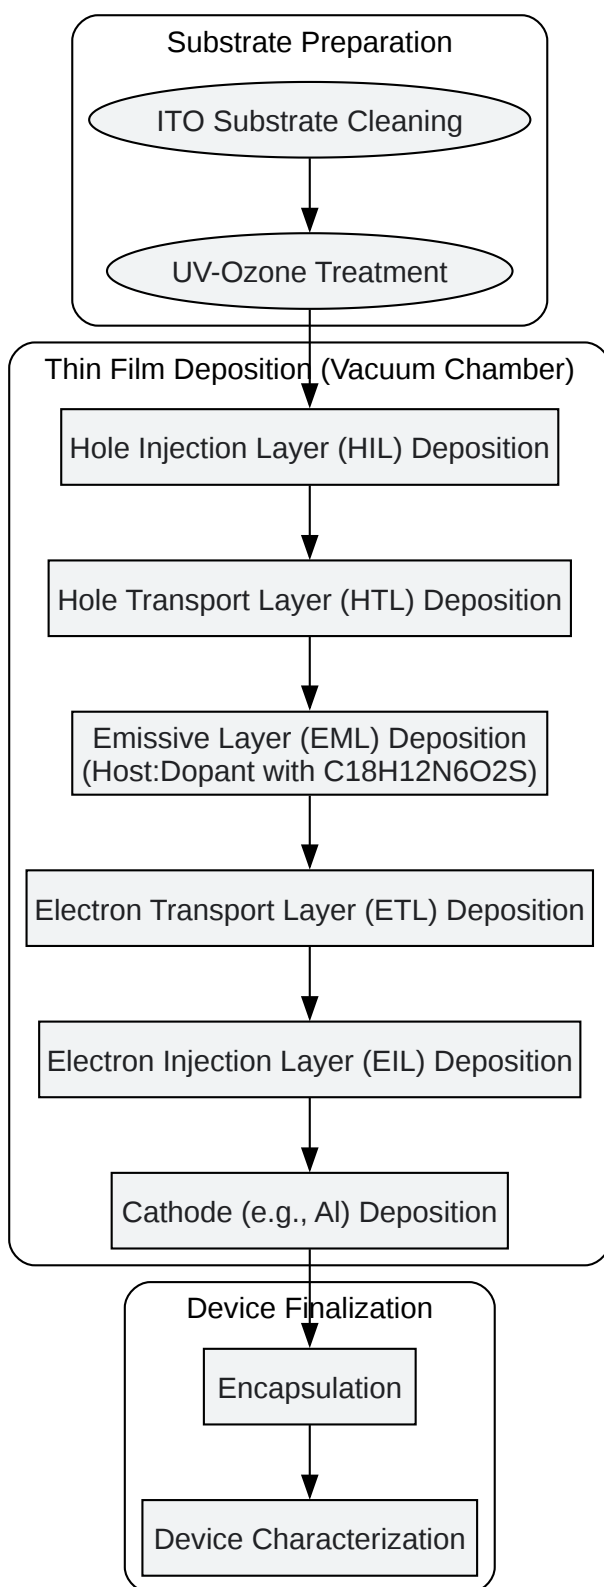 Substrate Preparation
ITO Substrate Cleaning
UV-Ozone Treatment
Thin Film Deposition (Vacuum Chamber)
Hole Injection Layer (HIL) Deposition
Hole Transport Layer (HTL) Deposition
Emissive Layer (EML) Deposition
(Host:Dopant with C18H12N6O2S)
Electron Transport Layer (ETL) Deposition
Electron Injection Layer (EIL) Deposition
Cathode (e.g., Al) Deposition
Device Finalization
Encapsulation
Device Characterization